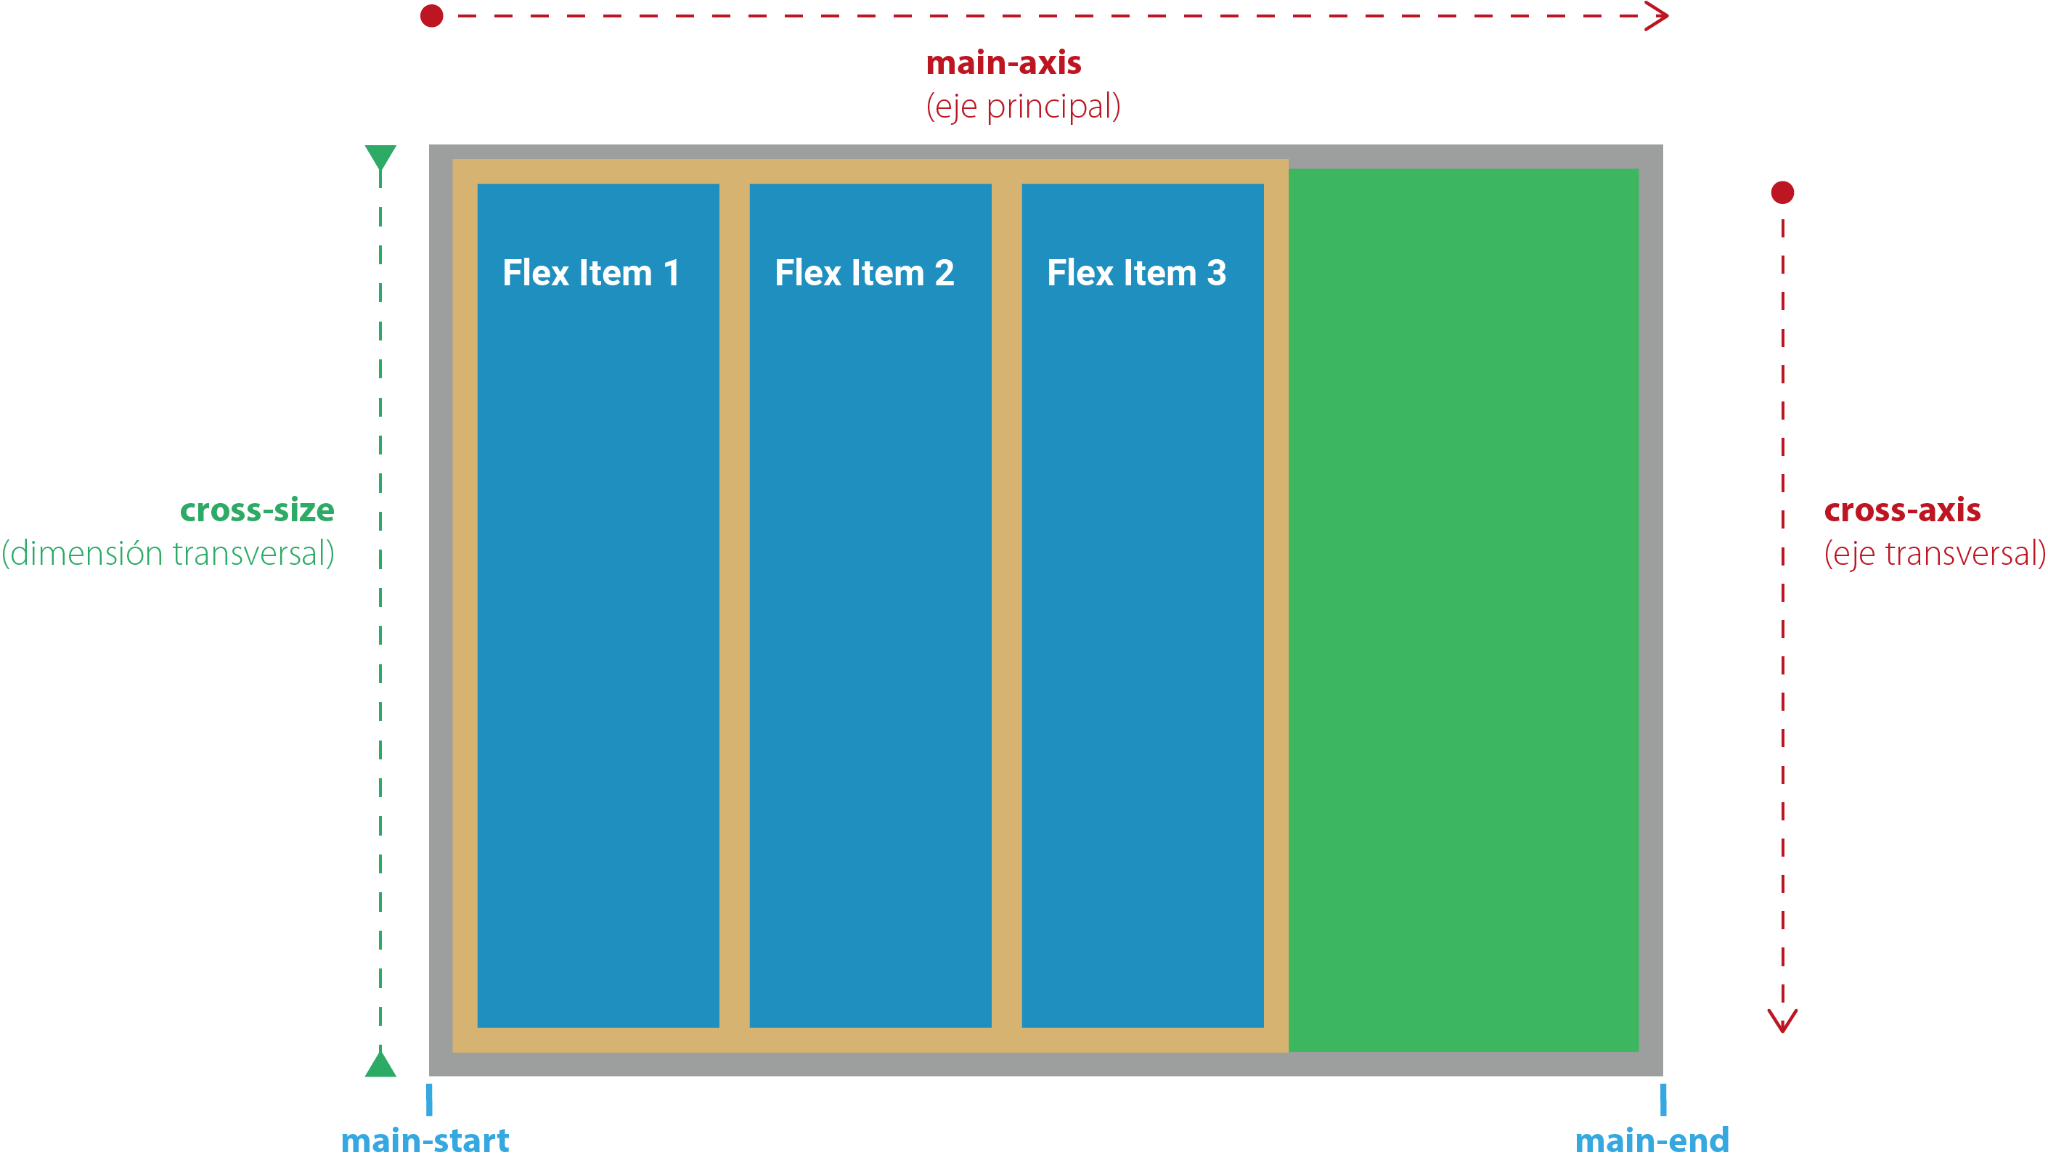 main-axis
(eje principal)
Flex Item 1
Flex Item 2
Flex Item 3
cross-size
(dimensión transversal)
cross-axis
(eje transversal)
main-start
main-end